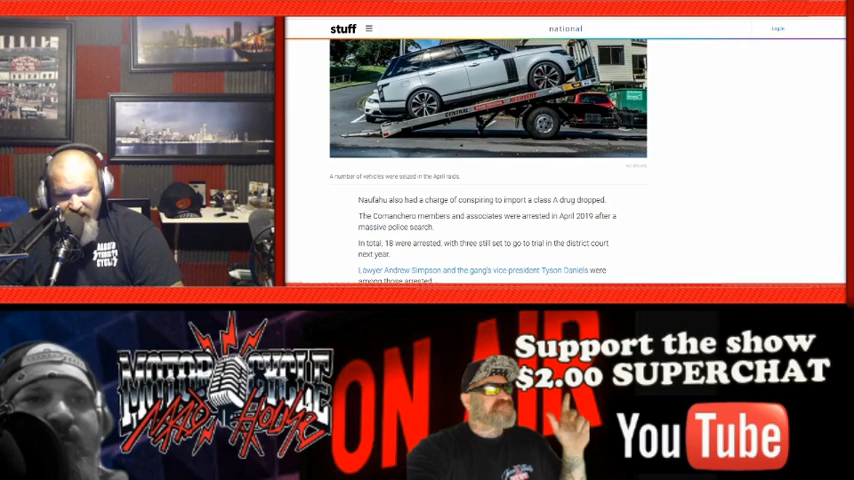 stuff
national
Log in
CENTRAL
RECOVERY
A number of vehicles were seized in the April raids.
Naufahu also had a charge of conspiring to import a class A drug dropped.
The Comanchero members and associates were arrested in April 2019 after a
massive police search.
In total, 18 were arrested, with three still set to go to trial in the district court
next year.
Lawyer Andrew Simpson and the gang's vice president Tyson Daniels were
among those arrested.
MOTORCYCLE
MAD HOUSE
ON AIR
Support the show
$2.00 SUPERCHAT
YouTube